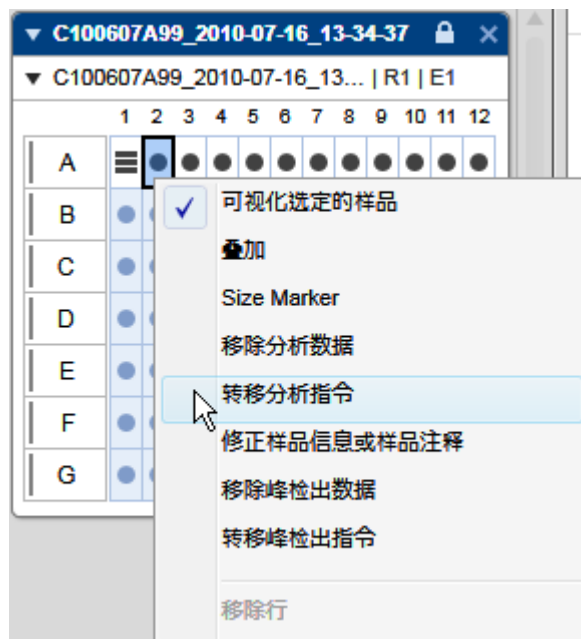 C100607A99_2010-07-16_13-34-37
C100607A99_2010-07-16_13... | R1 | E1
1 2 3 4 5 6 7 8 9 10 11 12
A
B
C
D
E
F
G
可视化选定的样品
叠加
Size Marker
移除分析数据
转移分析指令
修正样品信息或样品注释
移除峰检出数据
转移峰检出指令
移除行